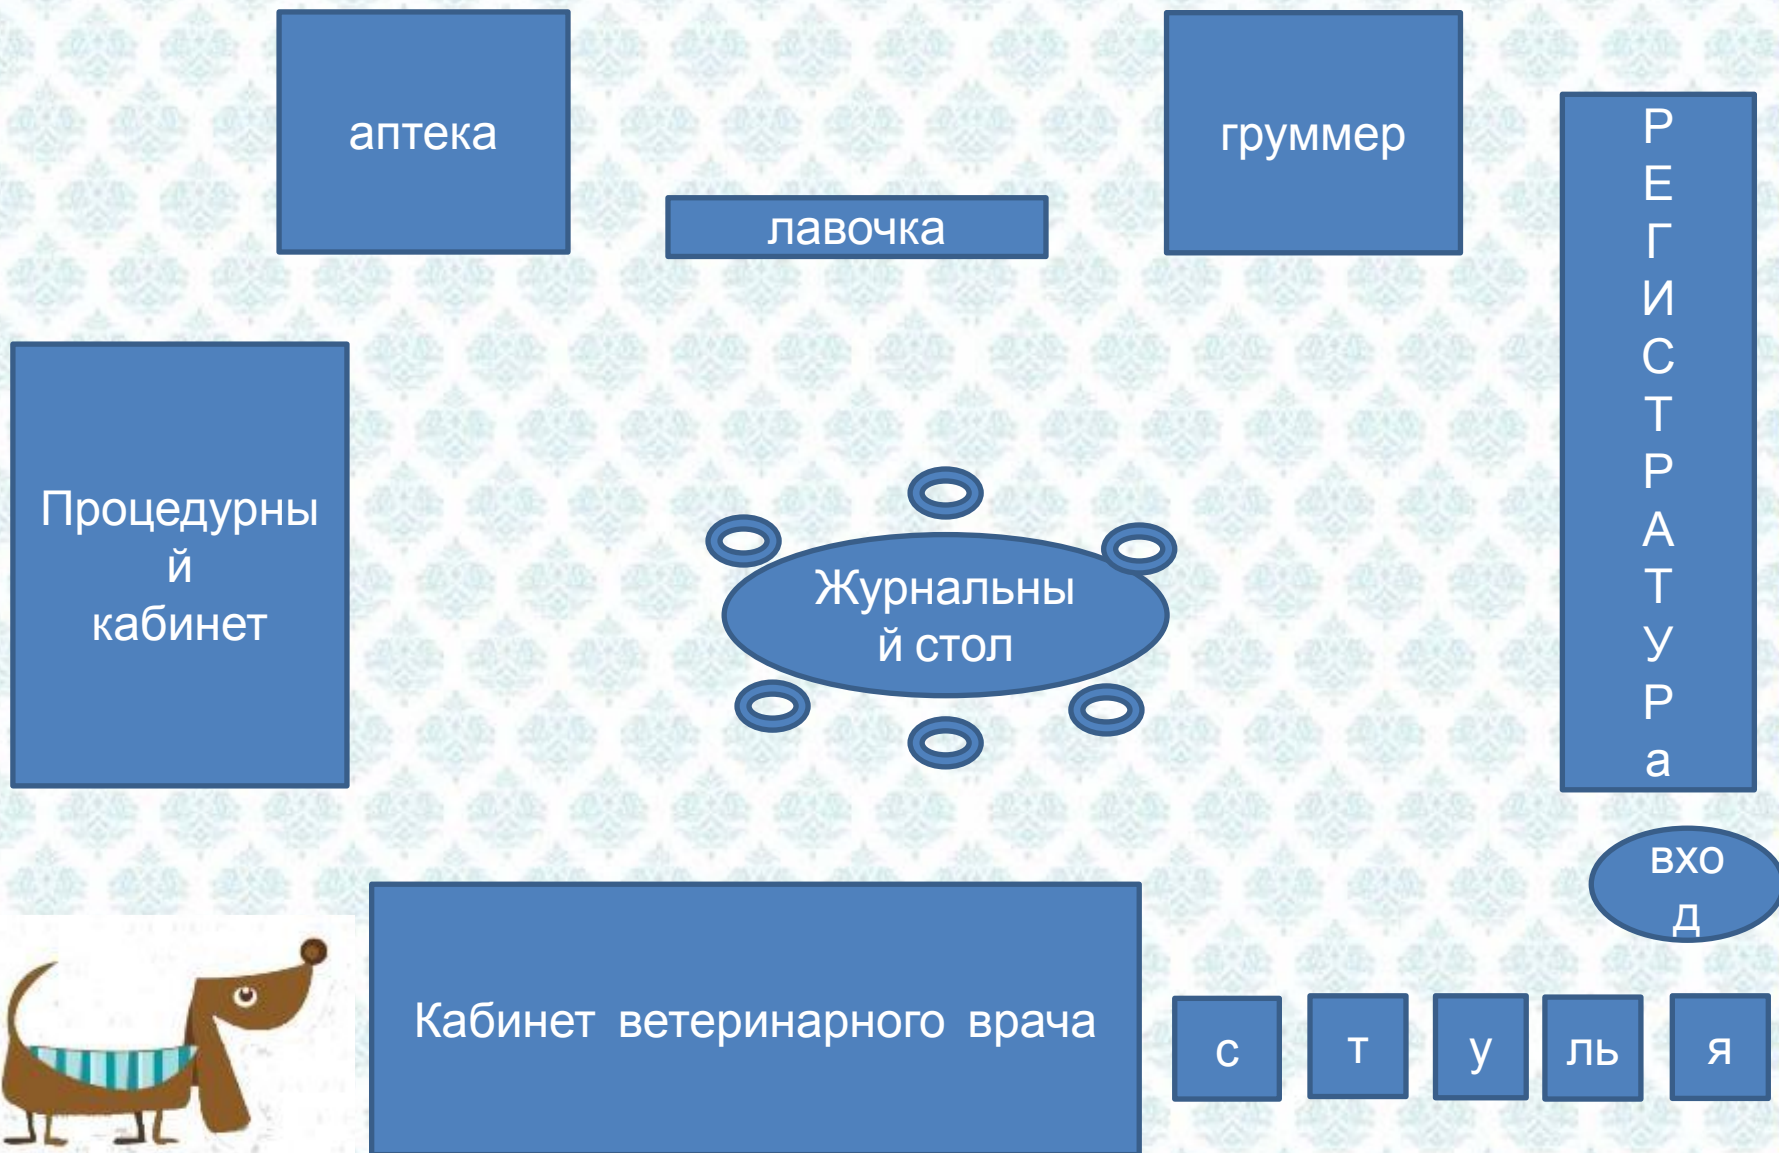 аптека
груммер
лавочка
Р
Е
Г
И
С
Т
Р
А
Т
У
Р
а
Процедурны
й
кабинет
Журнальны
й стол
вхо
д
Кабинет ветеринарного врача
с т у ль я